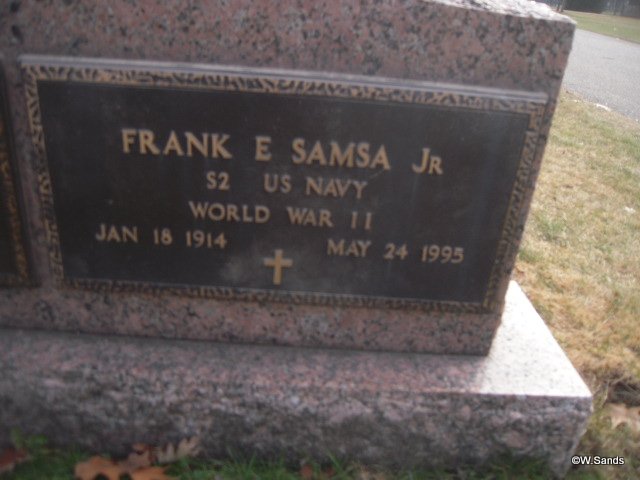 FRANK E SAMSA JR
S2 US NAVY
WORLD WAR II
JAN 18 1914 MAY 24 1995
©W.Sands